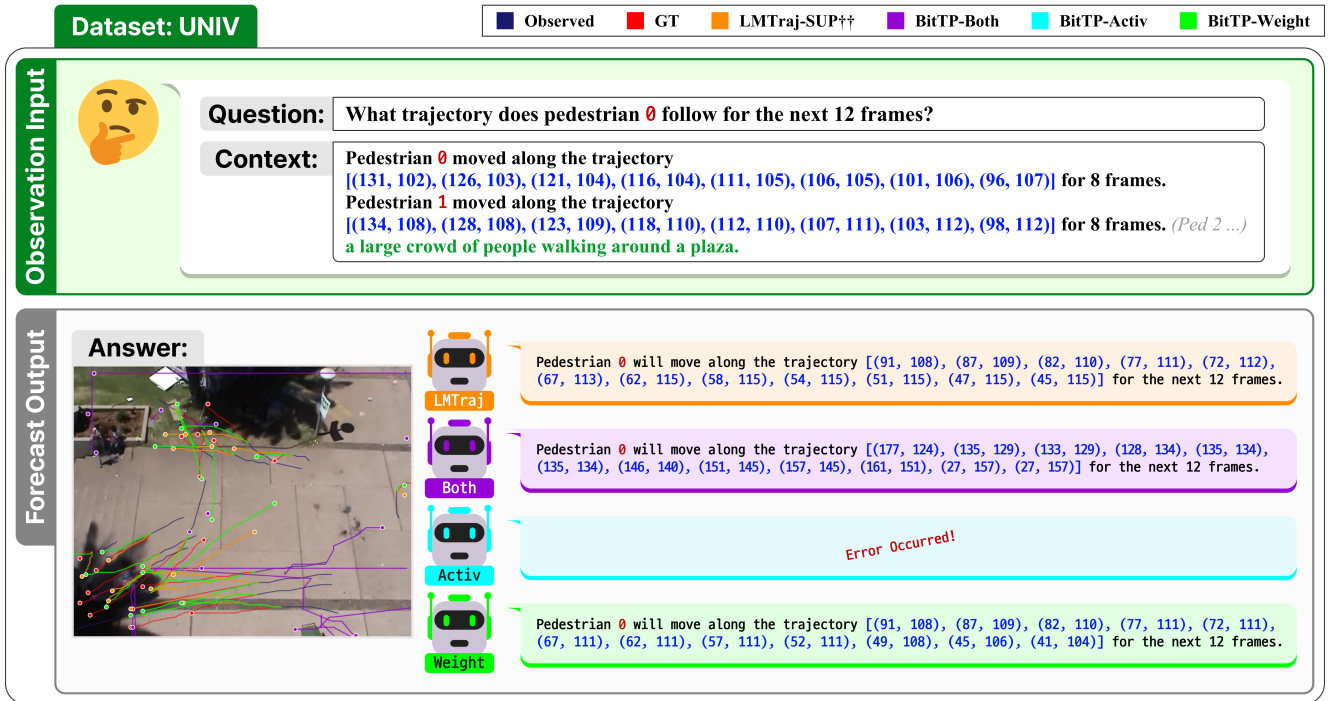 Dataset: UNIV
Observed GT LMTraj-SUP†† BitTP-Both BitTP-Activ BitTP-Weight
Observation Input
Question: What trajectory does pedestrian 0 follow for the next 12 frames?
Context: Pedestrian 0 moved along the trajectory
[(131, 102), (126, 103), (121, 104), (116, 104), (111, 105), (106, 105), (101, 106), (96, 107)] for 8 frames.
Pedestrian 1 moved along the trajectory
[(134, 108), (128, 108), (123, 109), (118, 110), (112, 110), (107, 111), (103, 112), (98, 112)] for 8 frames. (Ped 2 ...)
a large crowd of people walking around a plaza.
Forecast Output
Answer:
LMTraj
Pedestrian 0 will move along the trajectory [(91, 108), (87, 109), (82, 110), (77, 111), (72, 112),
(67, 113), (62, 115), (58, 115), (54, 115), (51, 115), (47, 115), (45, 115)] for the next 12 frames.
Both
Pedestrian 0 will move along the trajectory [(177, 124), (135, 129), (133, 129), (128, 134), (135, 134),
(135, 134), (146, 140), (151, 145), (157, 145), (161, 151), (27, 157), (27, 157)] for the next 12 frames.
Activ
Error Occurred!
Weight
Pedestrian 0 will move along the trajectory [(91, 108), (87, 109), (82, 110), (77, 111), (72, 111),
(67, 111), (62, 111), (57, 111), (52, 111), (49, 108), (45, 106), (41, 104)] for the next 12 frames.